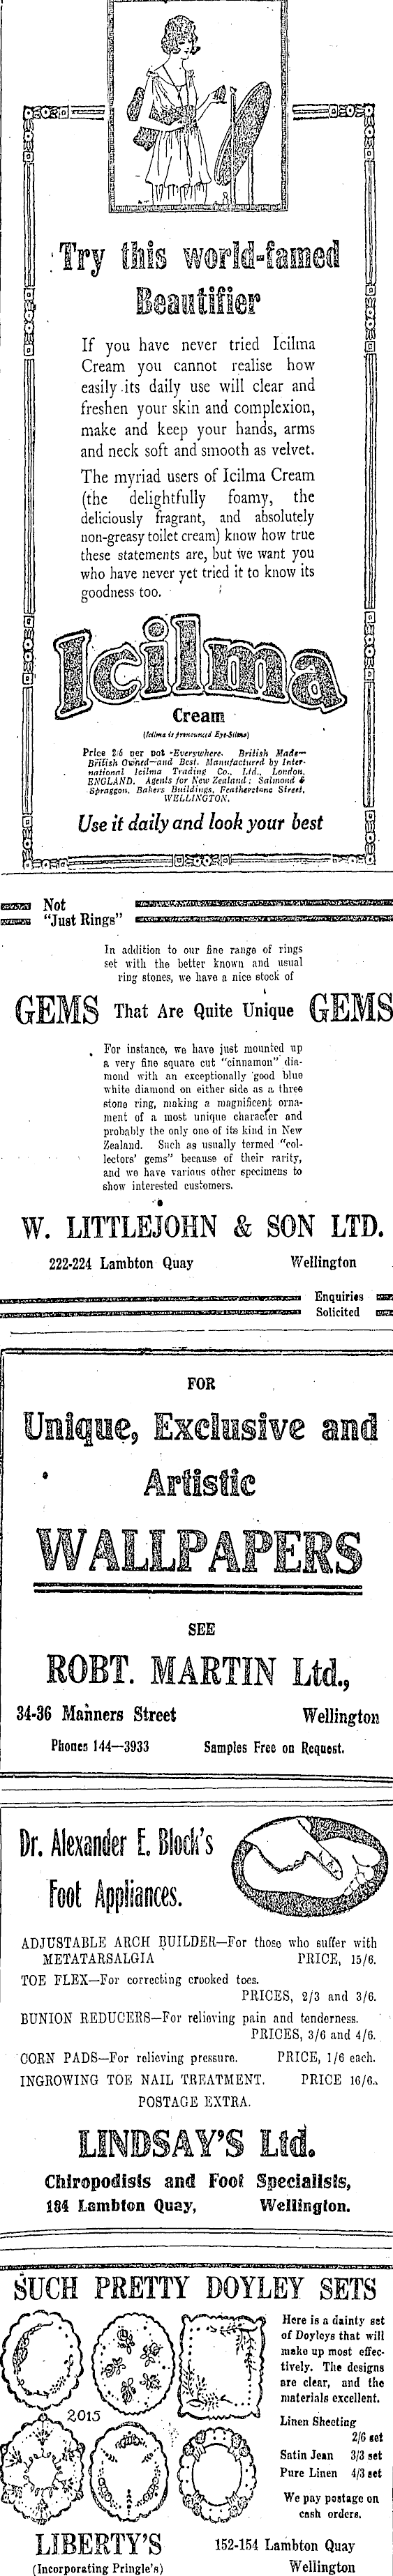 Try this world-famed
Beautifier
If you have never tried Icilma
Cream you cannot realise how
easily its daily use will clear and
freshen your skin and complexion,
make and keep your hands, arms
and neck soft and smooth as velvet.
The myriad users of Icilma Cream
(the delightfully foamy, the
deliciously fragrant, and absolutely
non-greasy toilet cream) know how true
these statements are, but we want you
who have never yet tried it to know its
goodness too.
Icilma
Cream
(Icilma is pronounced Eye-Silma)
Price 2/6 per pot - Everywhere. British Made—
British Owned—and Best. Manufactured by Inter-
national Icilma Trading Co., Ltd., London,
ENGLAND. Agents for New Zealand: Salmond &
Spraggon, Bakers Buildings, Featherstone Street,
WELLINGTON.
Use it daily and look your best
Not
"Just Rings"
In addition to our fine range of rings
set with the better known and usual
ring stones, we have a nice stock of
GEMS That Are Quite Unique GEMS
For instance, we have just mounted up
a very fine square cut "cinnamon" dia-
mond with an exceptionally good blue
white diamond on either side as a three
stone ring, making a magnificent orna-
ment of a most unique character and
probably the only one of its kind in New
Zealand. Such as usually termed "col-
lectors' gems" because of their rarity,
and we have various other specimens to
show interested customers.
W. LITTLEJOHN & SON LTD.
222-224 Lambton Quay Wellington
Enquiries
Solicited
FOR
Unique, Exclusive and
Artistic
WALLPAPERS
SEE
ROBT. MARTIN Ltd.,
34-36 Manners Street Wellington
Phones 144—3933 Samples Free on Request.
Dr. Alexander E. Block's
Foot Appliances.
ADJUSTABLE ARCH BUILDER—For those who suffer with
METATARSALGIA PRICE, 15/6.
TOE FLEX—For correcting crooked toes.
PRICES, 2/3 and 3/6.
BUNION REDUCERS—For relieving pain and tenderness.
PRICES, 3/6 and 4/6.
CORN PADS—For relieving pressure. PRICE, 1/6 each.
INGROWING TOE NAIL TREATMENT. PRICE 16/6.
POSTAGE EXTRA.
LINDSAY'S Ltd.
Chiropodists and Foot Specialists,
184 Lambton Quay, Wellington.
SUCH PRETTY DOYLEY SETS
Here is a dainty set
of Doyleys that will
make up most effec-
tively. The designs
are clear, and the
materials excellent.
2015
Linen Sheeting
2/6 set
Satin Jean 3/3 set
Pure Linen 4/3 set
We pay postage on
cash orders.
LIBERTY'S 152-154 Lambton Quay
(Incorporating Pringle's) Wellington